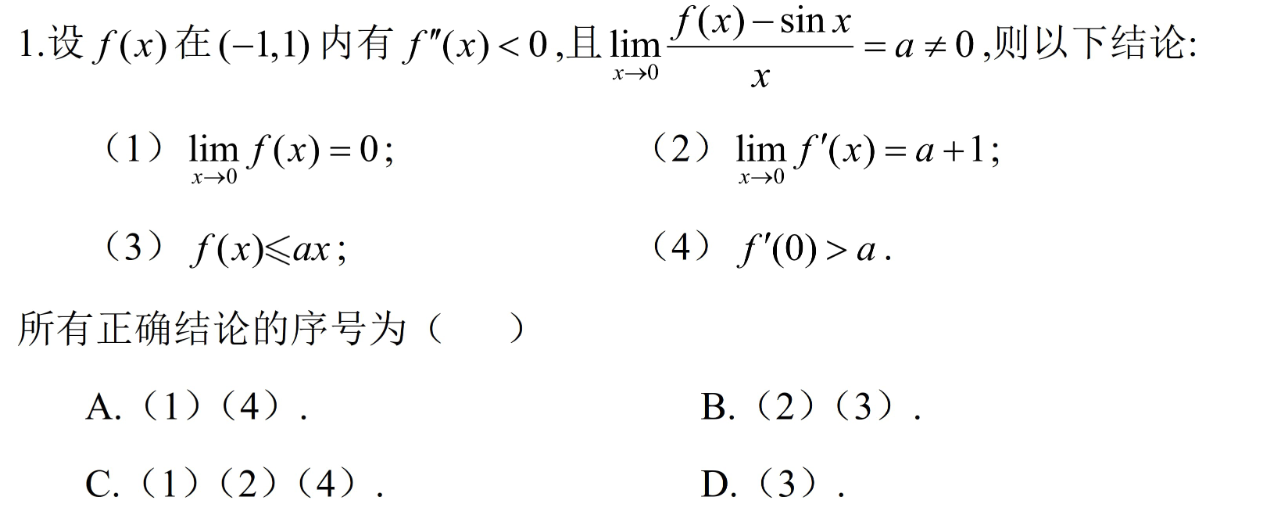 1.设 f(x) 在 (−1,1) 内有 f″(x) < 0 ,且 lim_{x→0} (f(x) − sin x)/x = a ≠ 0 ,则以下结论:
（1） lim_{x→0} f(x) = 0; （2） lim_{x→0} f′(x) = a +1;
（3） f(x)⩽ax; （4） f′(0) > a .
所有正确结论的序号为（ ）
A.（1）（4）. B.（2）（3）.
C.（1）（2）（4）. D.（3）.